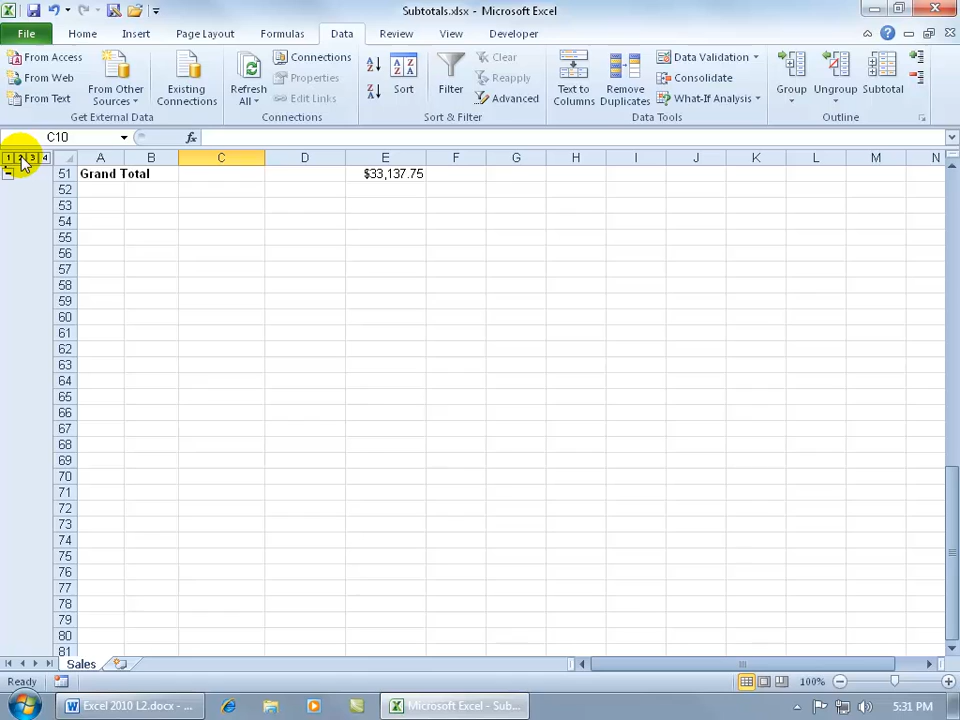 Subtotals.xlsx - Microsoft Excel
File Home Insert Page Layout Formulas Data Review View Developer
From Access
From Web
From Text
From Other Sources
Existing Connections
Get External Data
Refresh All
Connections
Properties
Edit Links
Connections
Sort
Filter
Clear
Reapply
Advanced
Sort & Filter
Text to Columns
Remove Duplicates
Data Validation
Consolidate
What-If Analysis
Data Tools
Group
Ungroup
Subtotal
Outline
C10 fx
1 2 3 4 A B C D E F G H I J K L M N
51 Grand Total $33,137.75
52
53
54
55
56
57
58
59
60
61
62
63
64
65
66
67
68
69
70
71
72
73
74
75
76
77
78
79
80
81
Sales
Ready 100%
Excel 2010 L2.docx - ... Microsoft Excel - Sub... 5:31 PM